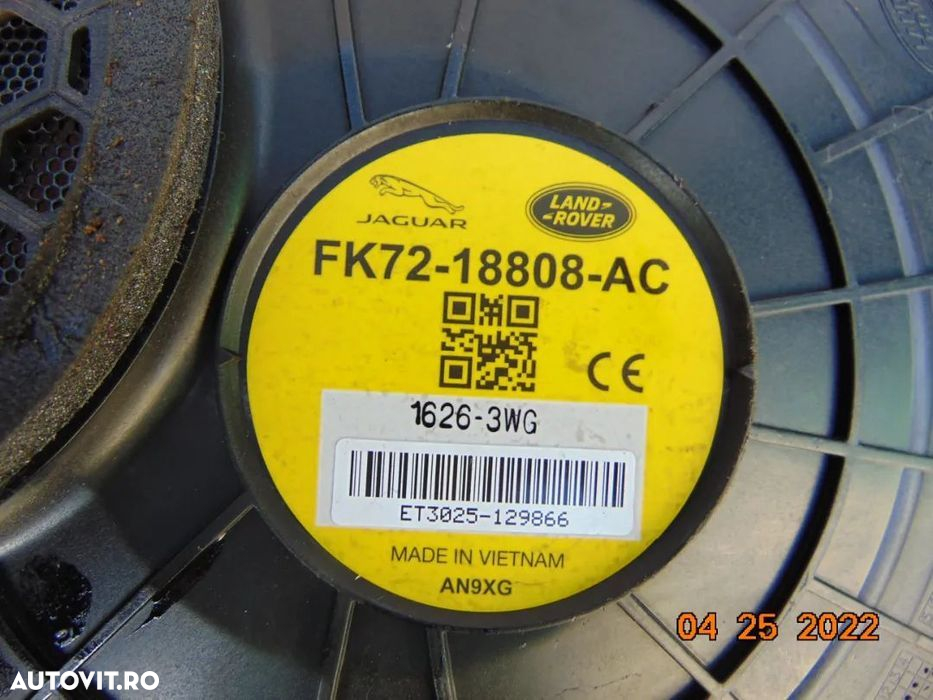 JAGUAR
LAND-
-ROVER
FK72-18808-AC
CE
1626-3WG
ET3025-129866
MADE IN VIETNAM
AN9XG
04 25 2022
AUTOVIT.RO